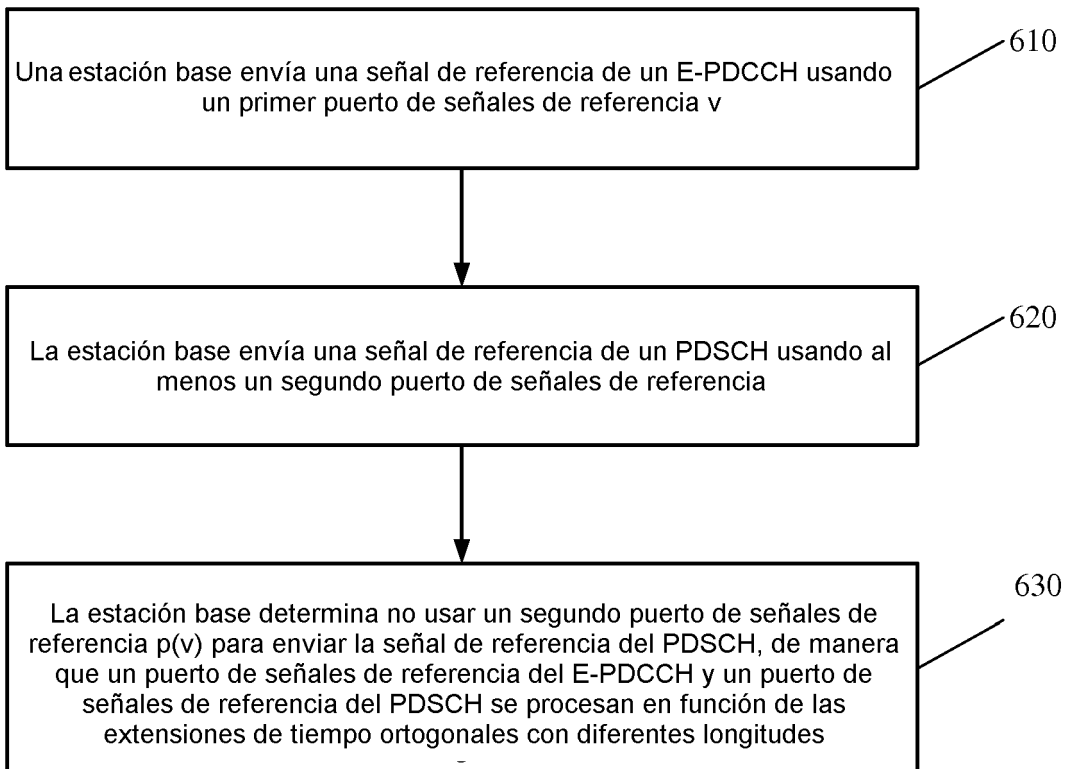 Una estación base envía una señal de referencia de un E-PDCCH usando
un primer puerto de señales de referencia v
610
La estación base envía una señal de referencia de un PDSCH usando al
menos un segundo puerto de señales de referencia
620
La estación base determina no usar un segundo puerto de señales de
referencia p(v) para enviar la señal de referencia del PDSCH, de manera
que un puerto de señales de referencia del E-PDCCH y un puerto de
señales de referencia del PDSCH se procesan en función de las
extensiones de tiempo ortogonales con diferentes longitudes
630